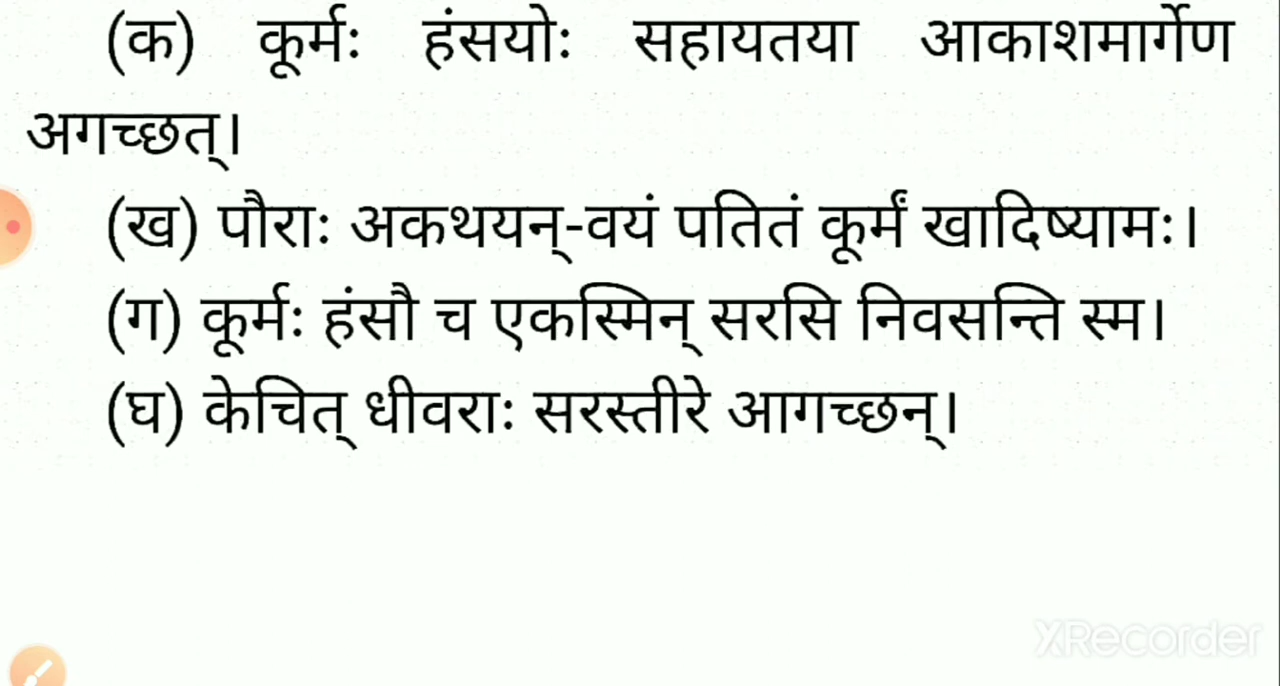 (क) कूर्मः हंसयोः सहायतया आकाशमार्गेण
अगच्छत्।
(ख) पौराः अकथयन्-वयं पतितं कूर्मं खादिष्यामः।
(ग) कूर्मः हंसौ च एकस्मिन् सरसि निवसन्ति स्म।
(घ) केचित् धीवराः सरस्तीरे आगच्छन्।
XRecorder